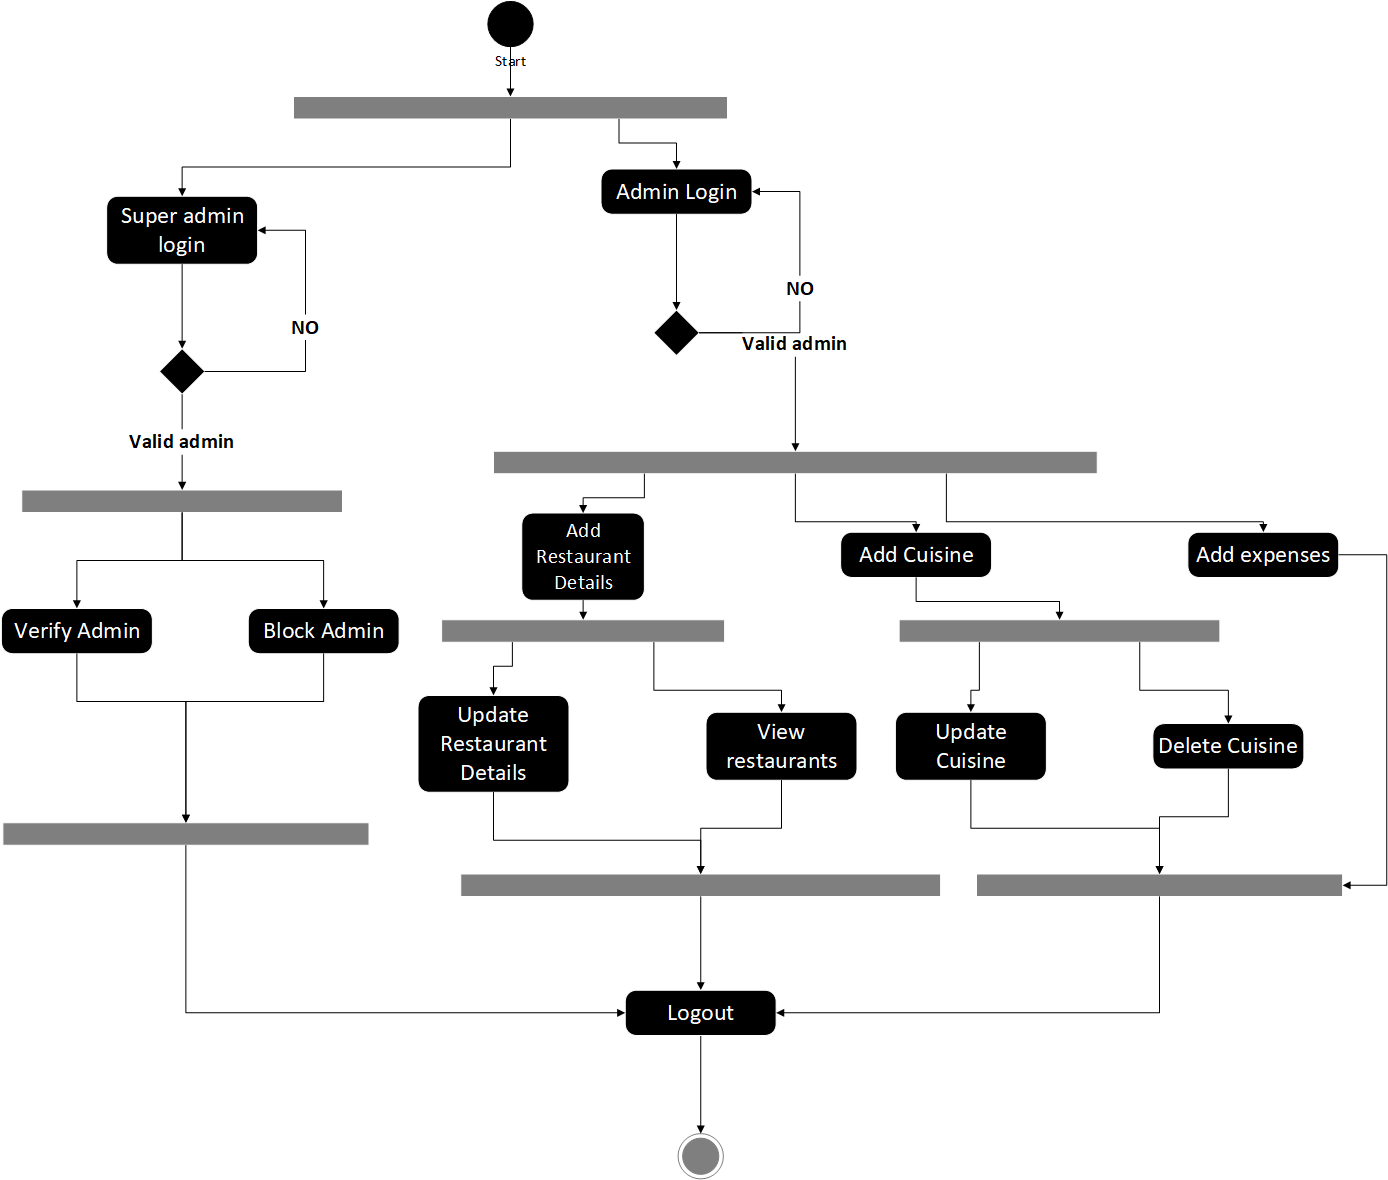 Start
Admin Login
Super admin
login
NO
NO
Valid admin
Valid admin
Add
Restaurant
Details
Add Cuisine
Add expenses
Verify Admin
Block Admin
Update
Restaurant
Details
View
restaurants
Update
Cuisine
Delete Cuisine
Logout